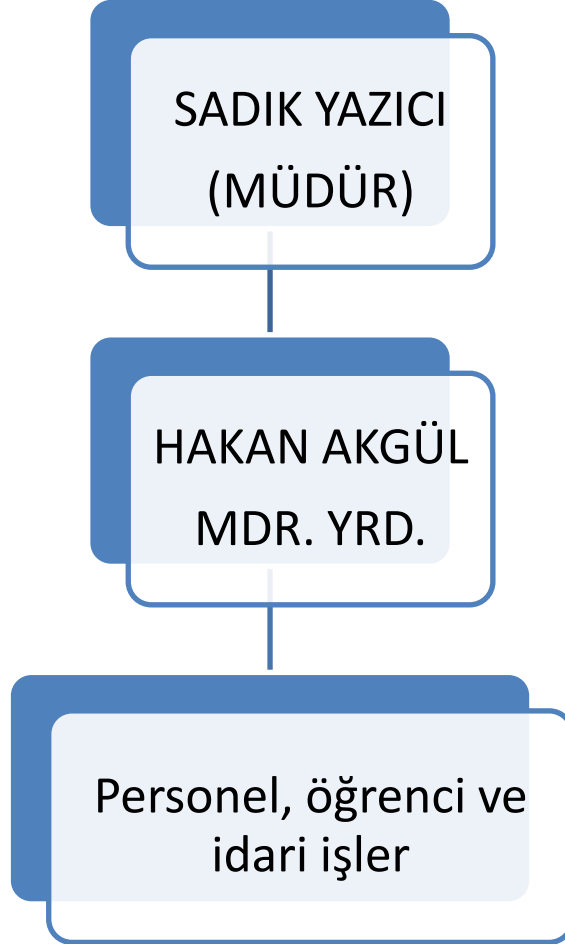 SADIK YAZICI
(MÜDÜR)
HAKAN AKGÜL
MDR. YRD.
Personel, öğrenci ve
idari işler